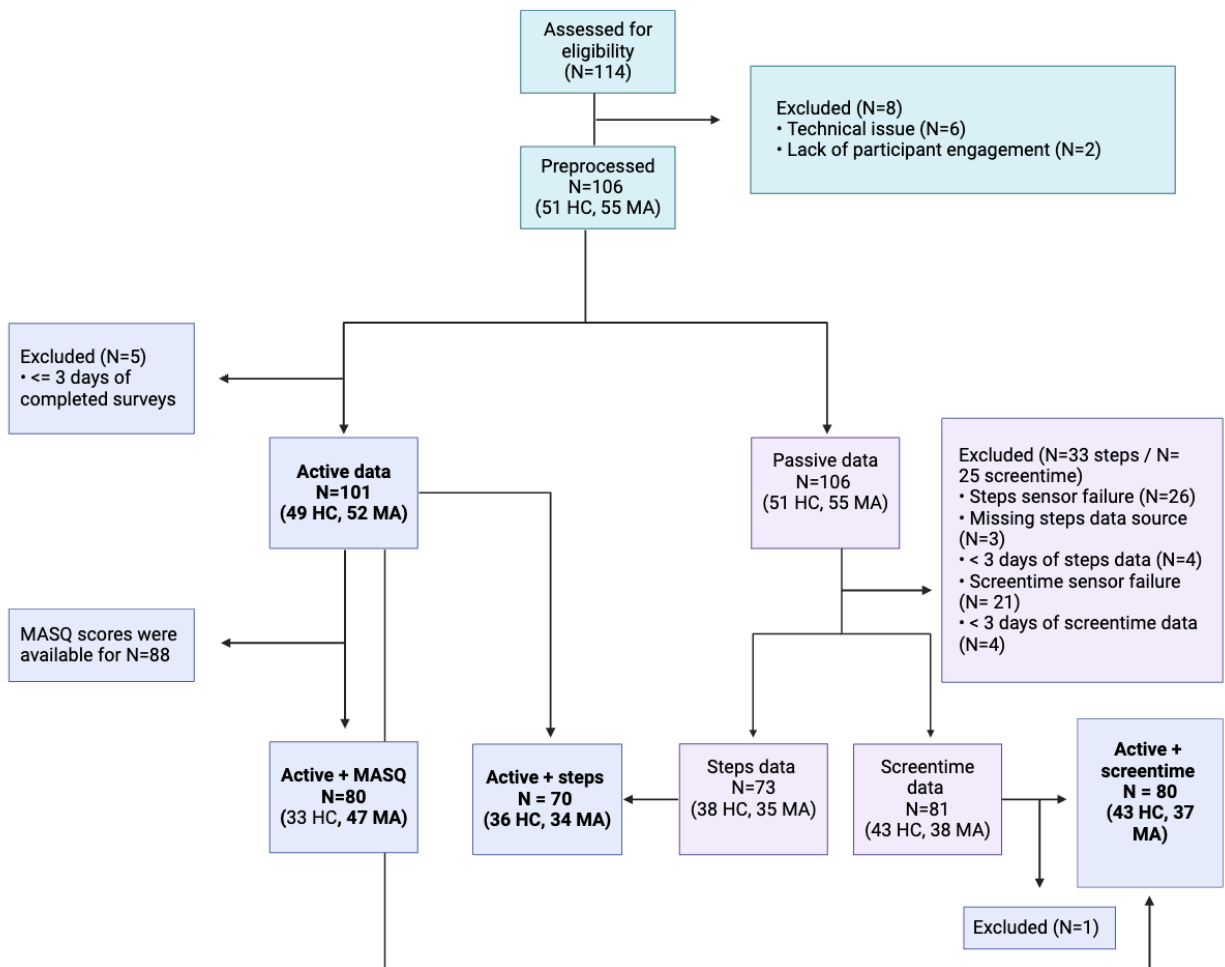 Assessed for
eligibility
(N=114)
Excluded (N=8)
• Technical issue (N=6)
• Lack of participant engagement (N=2)
Preprocessed
N=106
(51 HC, 55 MA)
Excluded (N=5)
• <= 3 days of
completed surveys
Active data
N=101
(49 HC, 52 MA)
Passive data
N=106
(51 HC, 55 MA)
Excluded (N=33 steps / N=
25 screentime)
• Steps sensor failure (N=26)
• Missing steps data source
(N=3)
• < 3 days of steps data (N=4)
• Screentime sensor failure
(N= 21)
• < 3 days of screentime data
(N=4)
MASQ scores were
available for N=88
Active + MASQ
N=80
(33 HC, 47 MA)
Active + steps
N = 70
(36 HC, 34 MA)
Steps data
N=73
(38 HC, 35 MA)
Screentime
data
N=81
(43 HC, 38 MA)
Active +
screentime
N = 80
(43 HC, 37
MA)
Excluded (N=1)